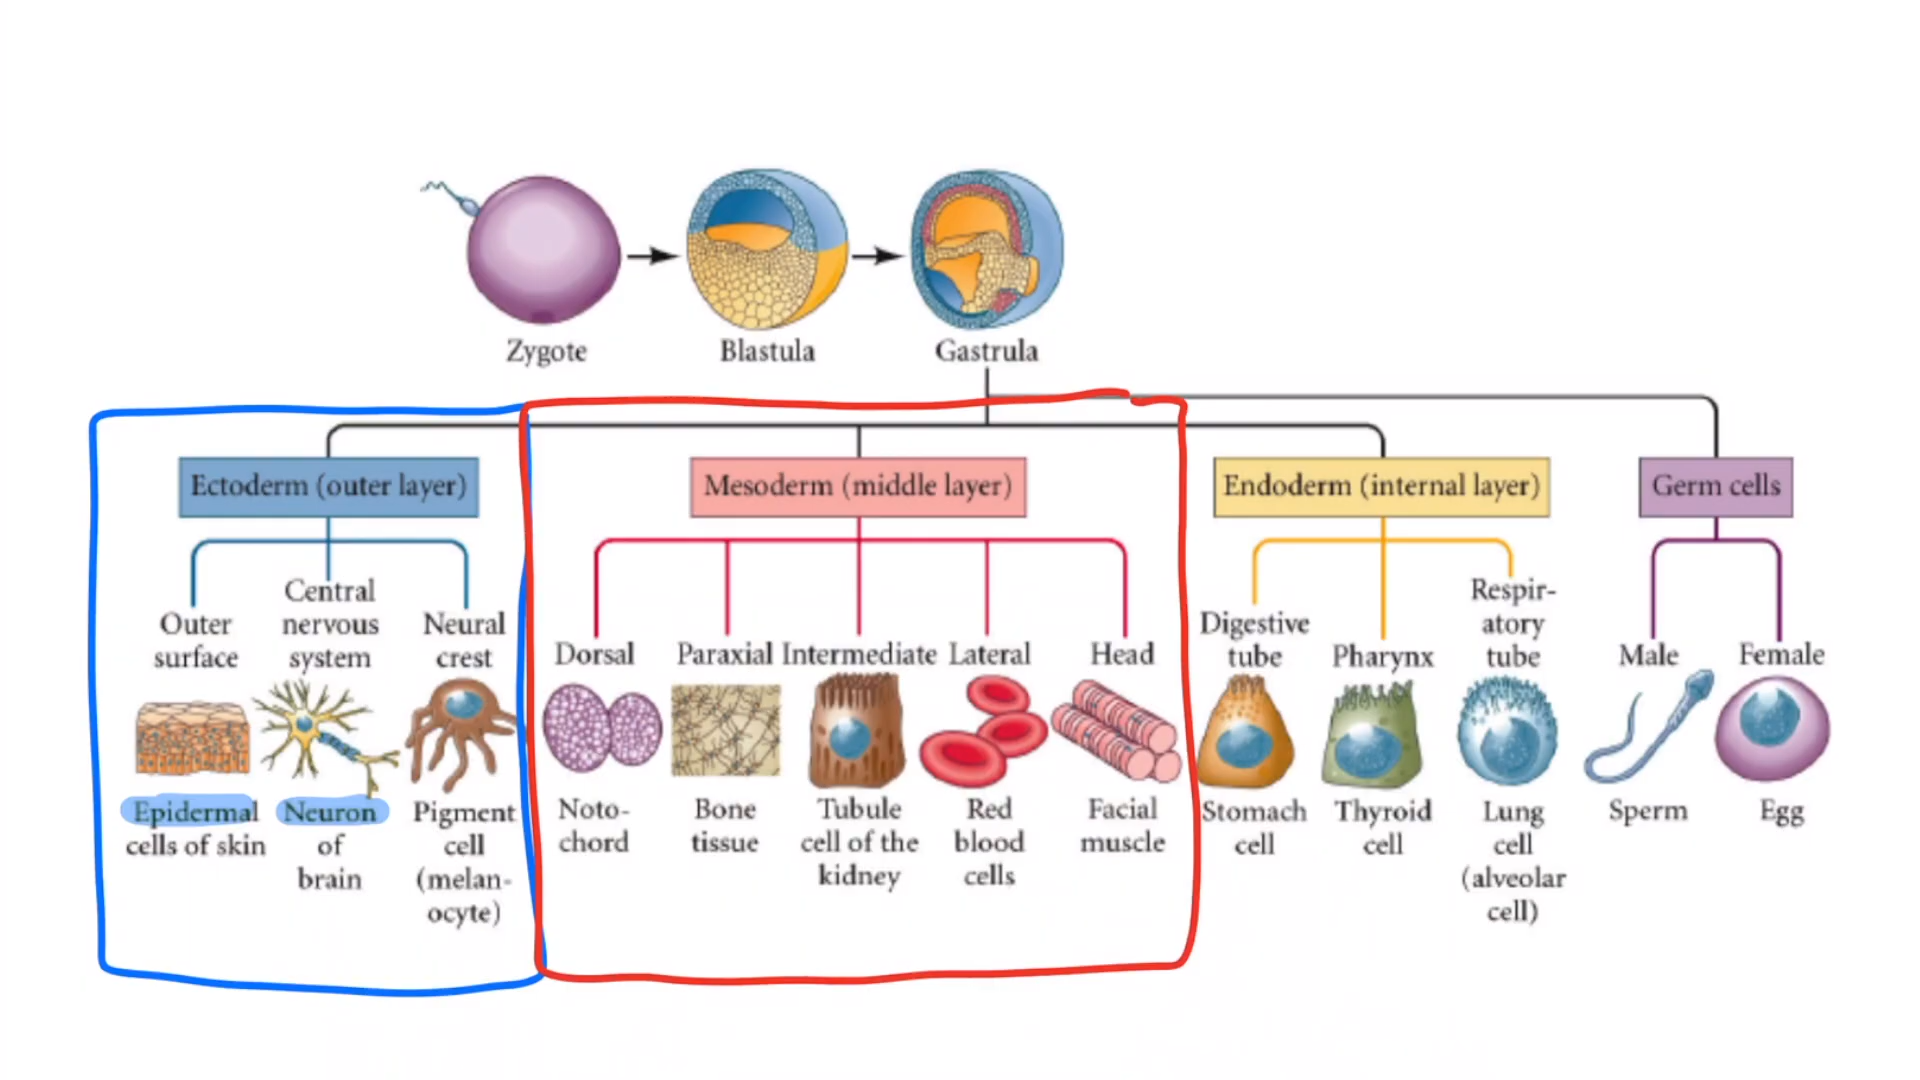 Zygote
Blastula
Gastrula
Ectoderm (outer layer)
Mesoderm (middle layer)
Endoderm (internal layer)
Germ cells
Outer
surface
Central
nervous
system
Neural
crest
Dorsal
Paraxial
Intermediate
Lateral
Head
Digestive
tube
Pharynx
Respir-
atory
tube
Male
Female
Epidermal
cells of skin
Neuron
of
brain
Pigment
cell
(melan-
ocyte)
Noto-
chord
Bone
tissue
Tubule
cell of the
kidney
Red
blood
cells
Facial
muscle
Stomach
cell
Thyroid
cell
Lung
cell
(alveolar
cell)
Sperm
Egg